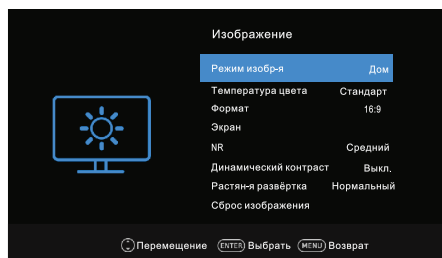 Изображение
Режим изобр-я Дом
Температура цвета Стандарт
Формат 16:9
Экран
NR Средний
Динамический контраст Выкл.
Растян-я развёртка Нормальный
Сброс изображения
Перемещение ENTER Выбрать MENU Возврат